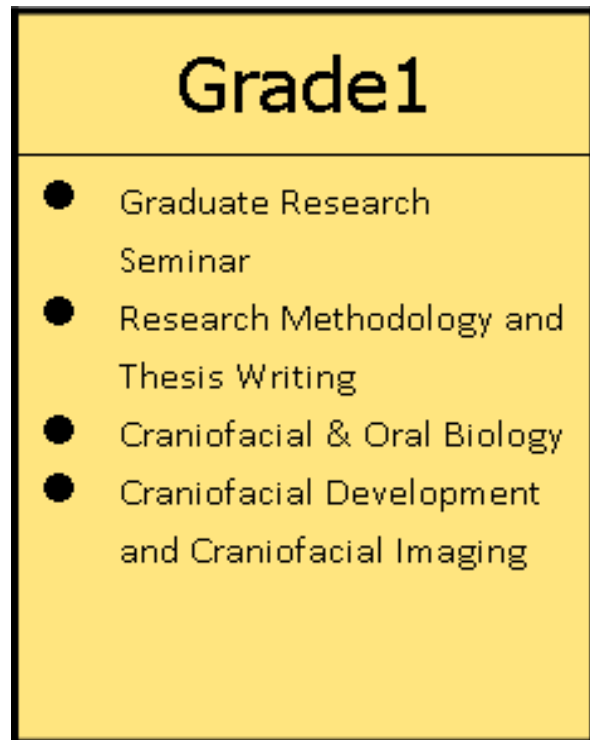 Grade1
● Graduate Research
Seminar
● Research Methodology and
Thesis Writing
● Craniofacial & Oral Biology
● Craniofacial Development
and Craniofacial Imaging